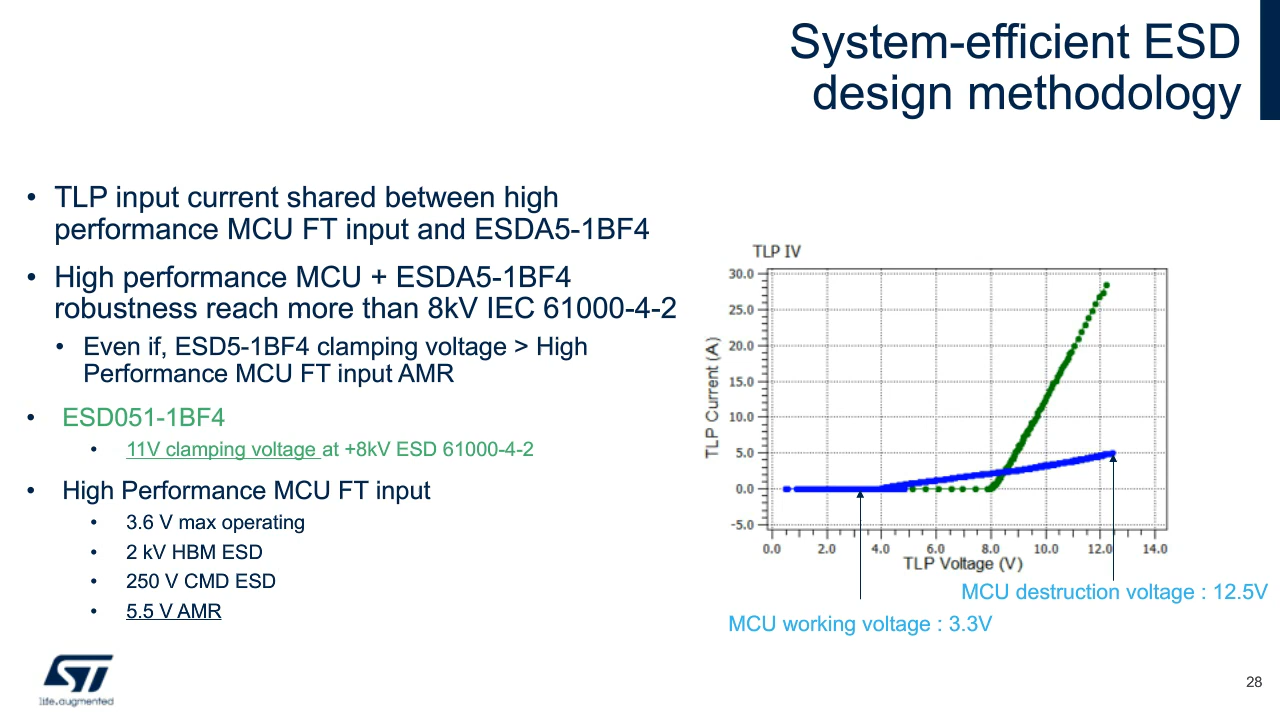 System-efficient ESD
design methodology
• TLP input current shared between high
performance MCU FT input and ESDA5-1BF4
• High performance MCU + ESDA5-1BF4
robustness reach more than 8kV IEC 61000-4-2
• Even if, ESD5-1BF4 clamping voltage > High
Performance MCU FT input AMR
• ESD051-1BF4
• 11V clamping voltage at +8kV ESD 61000-4-2
• High Performance MCU FT input
• 3.6 V max operating
• 2 kV HBM ESD
• 250 V CMD ESD
• 5.5 V AMR
TLP IV
TLP Current (A)
30.0
25.0
20.0
15.0
10.0
5.0
0.0
-5.0
0.0 2.0 4.0 6.0 8.0 10.0 12.0 14.0
TLP Voltage (V)
MCU destruction voltage : 12.5V
MCU working voltage : 3.3V
ST
life.augmented
28